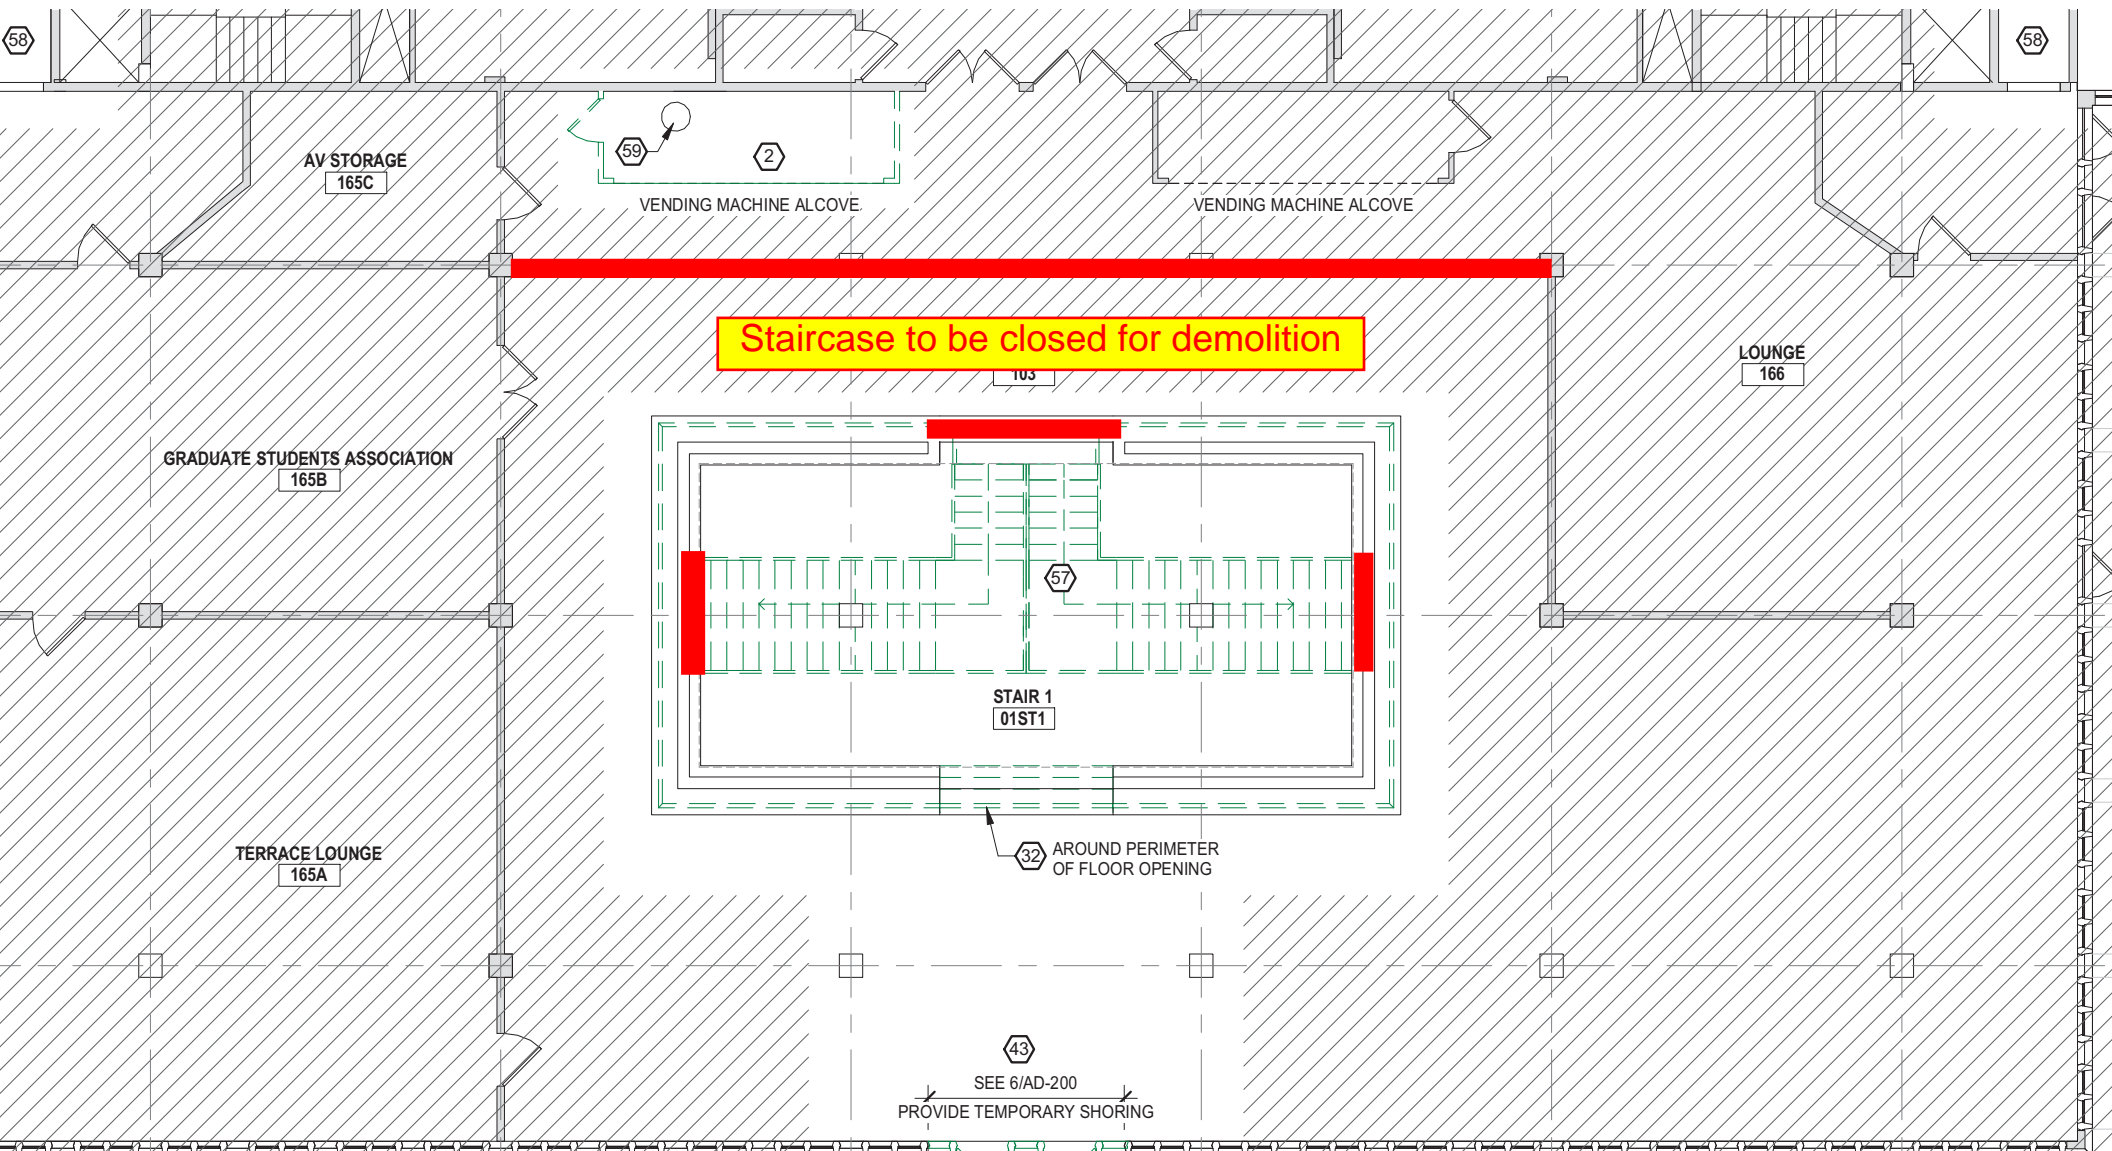 58
58
59
2
AV STORAGE
165C
VENDING MACHINE ALCOVE
VENDING MACHINE ALCOVE
Staircase to be closed for demolition
103
LOUNGE
166
GRADUATE STUDENTS ASSOCIATION
165B
57
STAIR 1
01ST1
32
AROUND PERIMETER
OF FLOOR OPENING
TERRACE LOUNGE
165A
43
SEE 6/AD-200
PROVIDE TEMPORARY SHORING